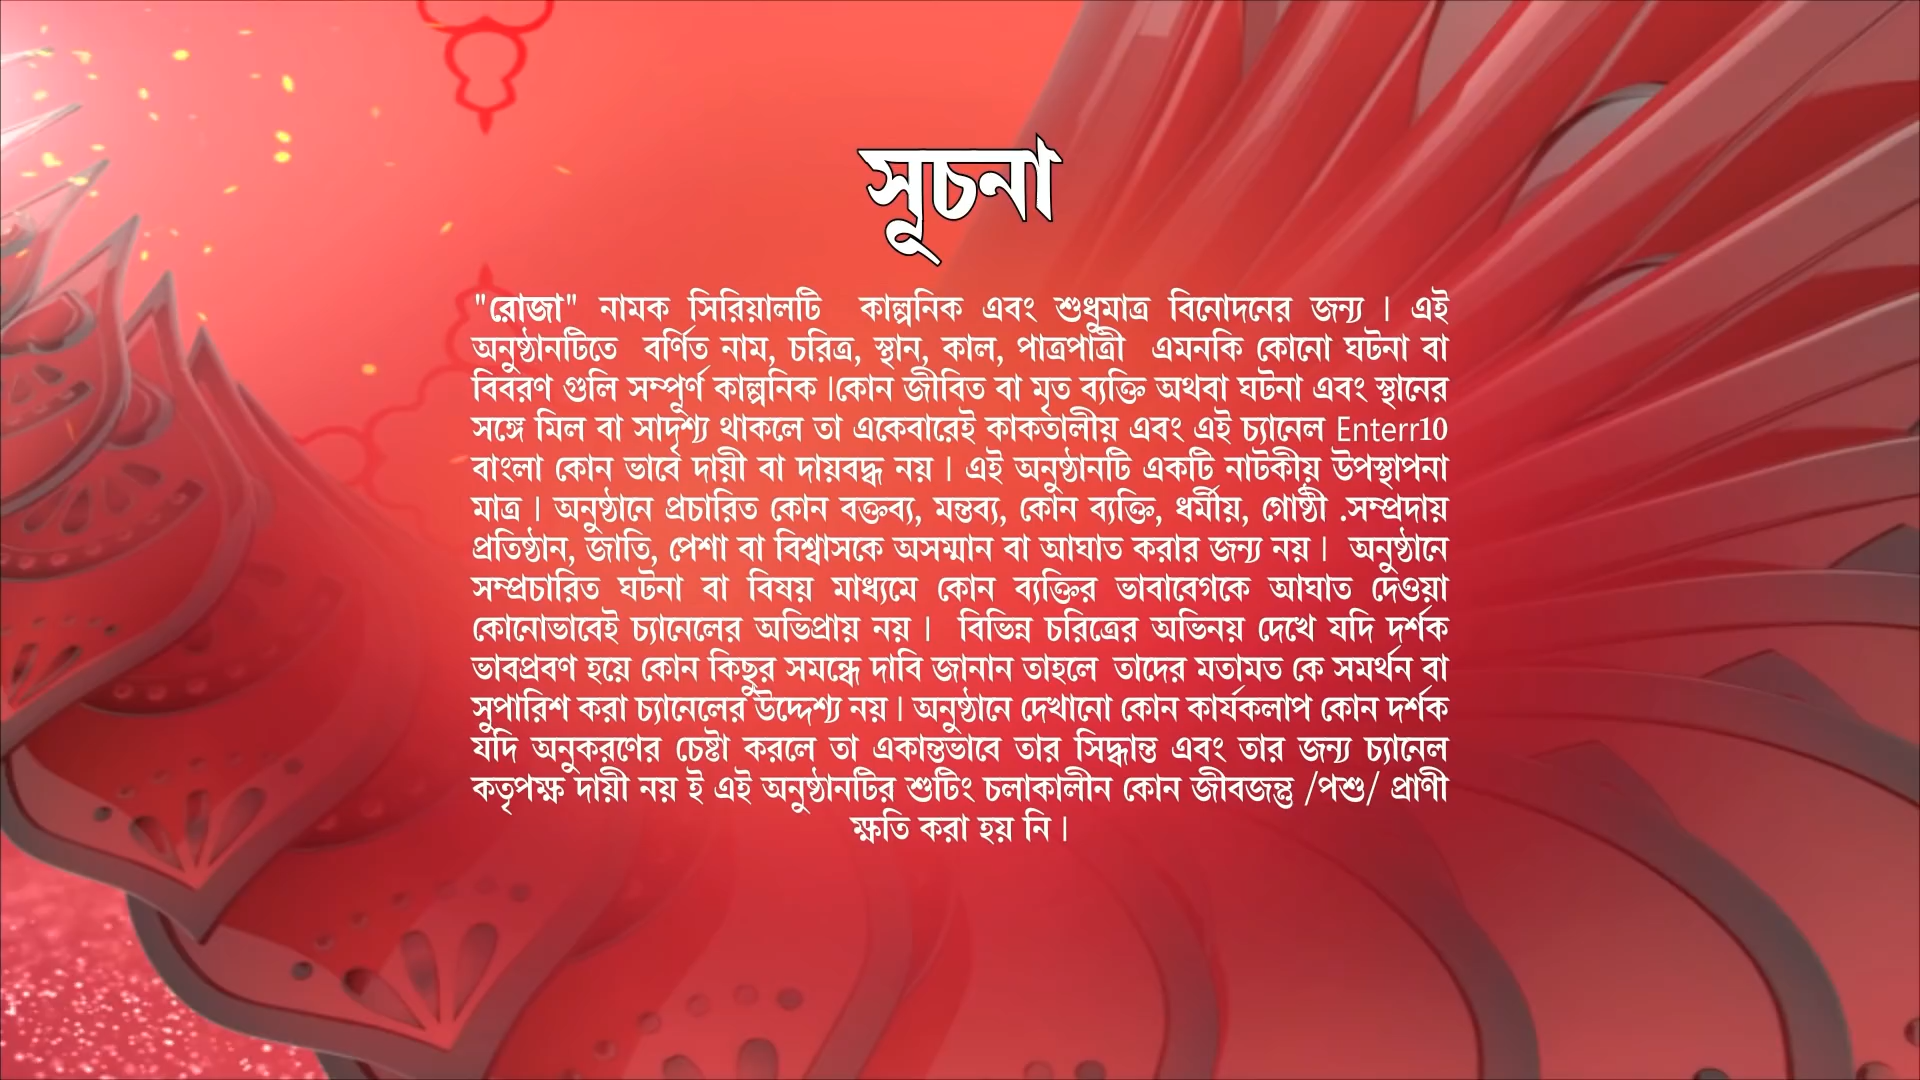 সূচনা
"রোজা" নামক সিরিয়ালটি কাল্পনিক এবং শুধুমাত্র বিনোদনের জন্য । এই
অনুষ্ঠানটিতে বর্ণিত নাম, চরিত্র, স্থান, কাল, পাত্রপাত্রী এমনকি কোনো ঘটনা বা
বিবরণ গুলি সম্পূর্ণ কাল্পনিক ।কোন জীবিত বা মৃত ব্যক্তি অথবা ঘটনা এবং স্থানের
সঙ্গে মিল বা সাদৃশ্য থাকলে তা একেবারেই কাকতালীয় এবং এই চ্যানেল Enterr10
বাংলা কোন ভাবে দায়ী বা দায়বদ্ধ নয় । এই অনুষ্ঠানটি একটি নাটকীয় উপস্থাপনা
মাত্র । অনুষ্ঠানে প্রচারিত কোন বক্তব্য, মন্তব্য, কোন ব্যক্তি, ধর্মীয়, গোষ্ঠী .সম্প্রদায়
প্রতিষ্ঠান, জাতি, পেশা বা বিশ্বাসকে অসম্মান বা আঘাত করার জন্য নয় । অনুষ্ঠানে
সম্প্রচারিত ঘটনা বা বিষয় মাধ্যমে কোন ব্যক্তির ভাবাবেগকে আঘাত দেওয়া
কোনোভাবেই চ্যানেলের অভিপ্রায় নয় । বিভিন্ন চরিত্রের অভিনয় দেখে যদি দর্শক
ভাবপ্রবণ হয়ে কোন কিছুর সমন্ধে দাবি জানান তাহলে তাদের মতামত কে সমর্থন বা
সুপারিশ করা চ্যানেলের উদ্দেশ্য নয় । অনুষ্ঠানে দেখানো কোন কার্যকলাপ কোন দর্শক
যদি অনুকরণের চেষ্টা করলে তা একান্তভাবে তার সিদ্ধান্ত এবং তার জন্য চ্যানেল
কতৃপক্ষ দায়ী নয় ই এই অনুষ্ঠানটির শুটিং চলাকালীন কোন জীবজন্তু /পশু/ প্রাণী
ক্ষতি করা হয় নি ।